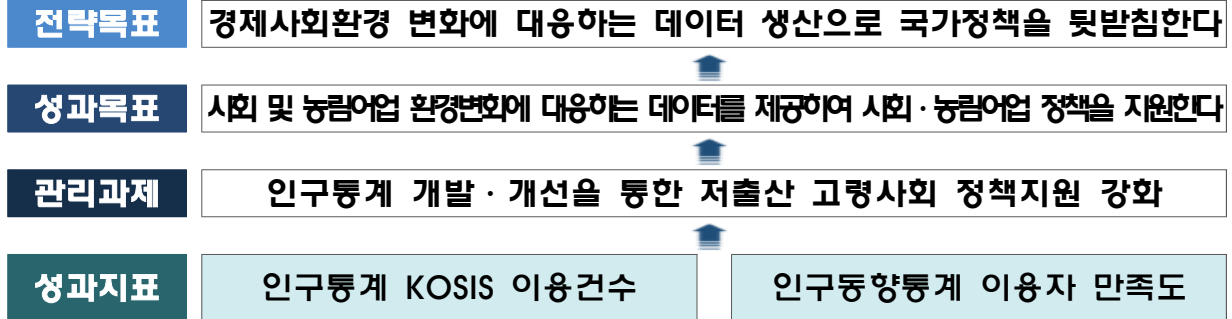 전략목표 경제사회환경 변화에 대응하는 데이터 생산으로 국가정책을 뒷받침한다
성과목표 사회 및 농림어업 환경변화에 대응하는 데이터를 제공하여 사회·농림어업 정책을 지원한다
관리과제 인구통계 개발·개선을 통한 저출산 고령사회 정책지원 강화
성과지표 인구통계 KOSIS 이용건수 인구동향통계 이용자 만족도